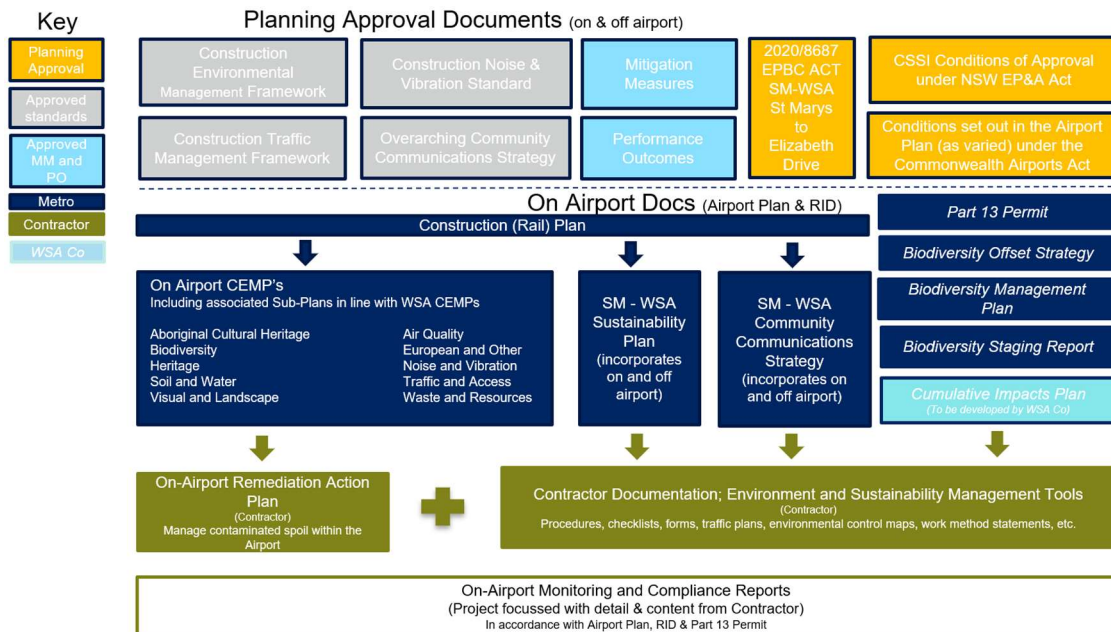 Key
Planning
Approval
Approved
standards
Approved
MM and
PO
Metro
Contractor
WSA Co
Planning Approval Documents (on & off airport)
Construction
Environmental
Management Framework
Construction Noise &
Vibration Standard
Mitigation
Measures
2020/8687
EPBC ACT
SM-WSA
St Marys
to
Elizabeth
Drive
CSSI Conditions of Approval
under NSW EP&A Act
Construction Traffic
Management Framework
Overarching Community
Communications Strategy
Performance
Outcomes
Conditions set out in the Airport
Plan (as varied) under the
Commonwealth Airports Act
On Airport Docs (Airport Plan & RID)
Construction (Rail) Plan
On Airport CEMP's
Including associated Sub-Plans in line with WSA CEMPs
Aboriginal Cultural Heritage
Biodiversity
Heritage
Soil and Water
Visual and Landscape
Air Quality
European and Other
Noise and Vibration
Traffic and Access
Waste and Resources
SM - WSA
Sustainability
Plan
(incorporates
on and off
airport)
SM - WSA
Community
Communications
Strategy
(incorporates on
and off airport)
Part 13 Permit
Biodiversity Offset Strategy
Biodiversity Management
Plan
Biodiversity Staging Report
Cumulative Impacts Plan
(To be developed by WSA Co)
On-Airport Remediation Action
Plan
(Contractor)
Manage contaminated spoil within the
Airport
Contractor Documentation; Environment and Sustainability Management Tools
(Contractor)
Procedures, checklists, forms, traffic plans, environmental control maps, work method statements, etc.
On-Airport Monitoring and Compliance Reports
(Project focussed with detail & content from Contractor)
In accordance with Airport Plan, RID & Part 13 Permit